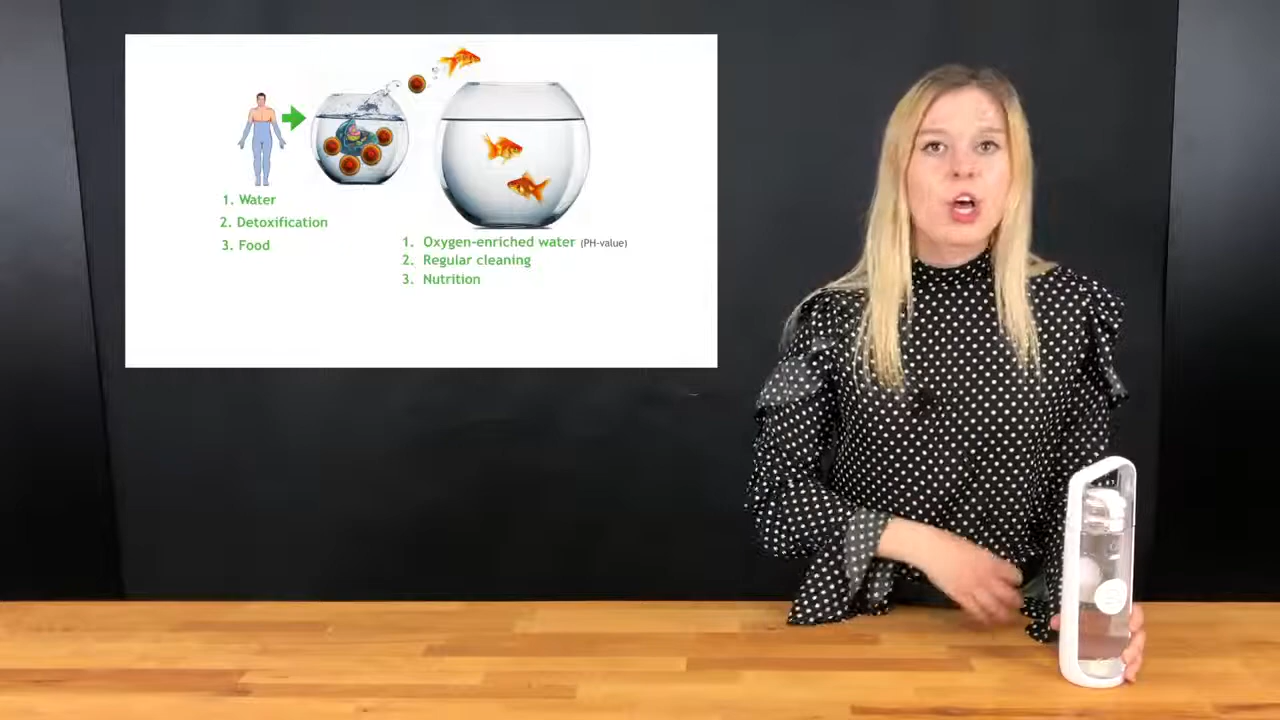 1. Water
2. Detoxification
3. Food
1. Oxygen-enriched water (PH-value)
2. Regular cleaning
3. Nutrition